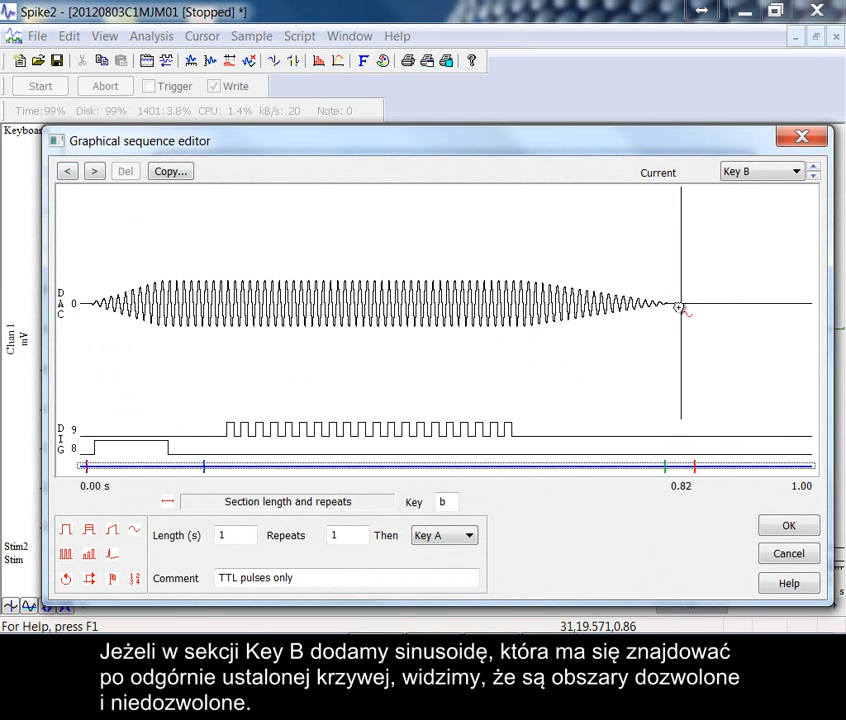 Spike2 - [20120803C1MJM01 [Stopped] *]
File Edit View Analysis Cursor Sample Script Window Help
Start Abort Trigger Write
Time:99% Disk: 99% 1401:3.8% CPU: 1.4% kB/s: 20 Note: 0
Keyboar
Graphical sequence editor
< > Del Copy... Current Key B
D
A 0
C
Chan 1
mV
D 9
I
G 8
0.00 s 0.82 1.00
Section length and repeats Key b
Length (s) 1 Repeats 1 Then Key A OK
Stim2
Stim
Cancel
Comment TTL pulses only Help
s
For Help, press F1 31,19.571,0.86
Jeżeli w sekcji Key B dodamy sinusoidę, która ma się znajdować
po odgórnie ustalonej krzywej, widzimy, że są obszary dozwolone
i niedozwolone.